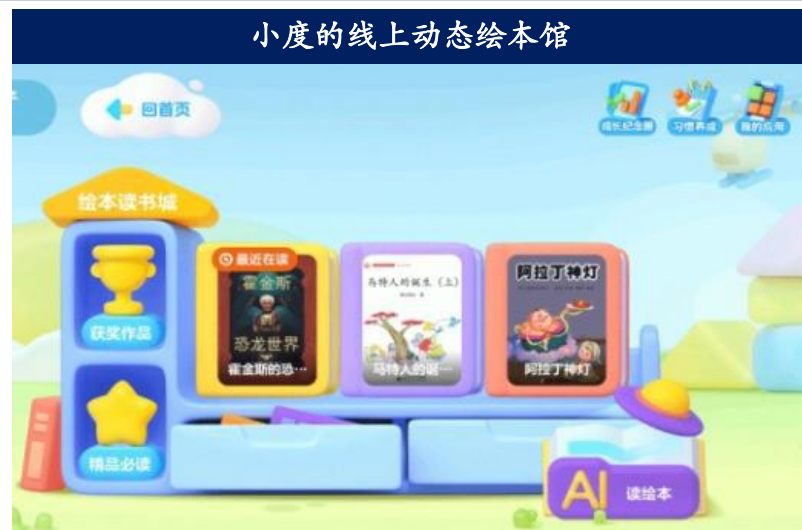 小度的线上动态绘本馆
回首页
成长纪念册
习惯养成
我的应用
绘本读书城
获奖作品
精品必读
最近在读
霍金斯
恐龙世界
霍金斯的恐…
马特人的诞生（上）
马特人的诞…
阿拉丁神灯
阿拉丁神灯
AI 读绘本